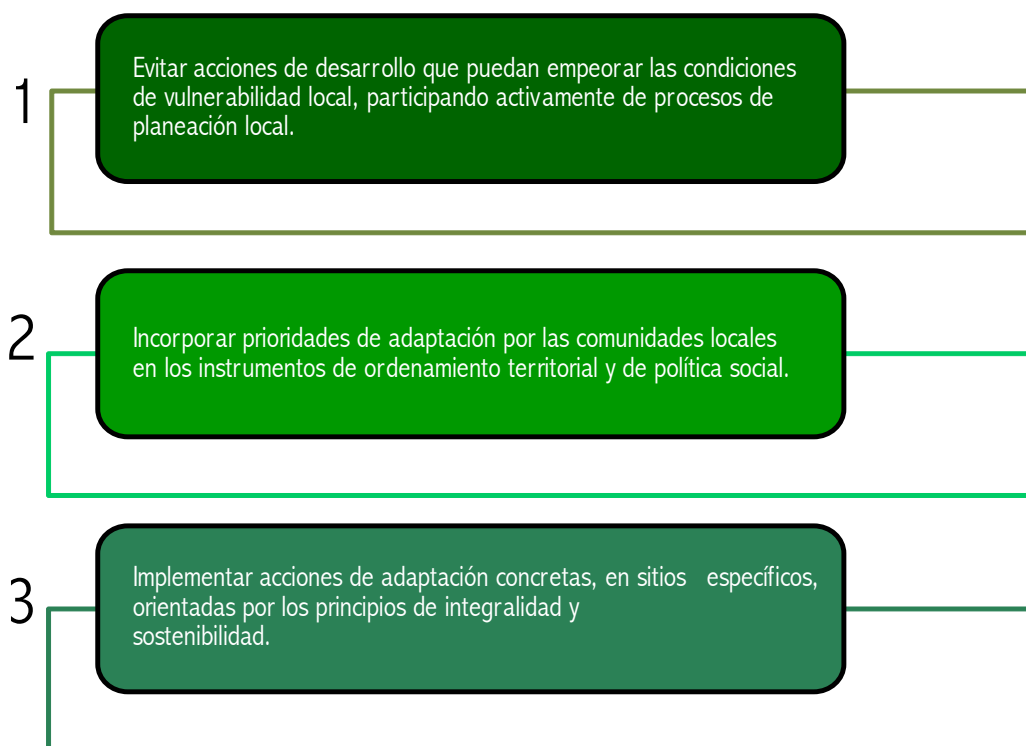 1
Evitar acciones de desarrollo que puedan empeorar las condiciones
de vulnerabilidad local, participando activamente de procesos de
planeación local.
2
Incorporar prioridades de adaptación por las comunidades locales
en los instrumentos de ordenamiento territorial y de política social.
3
Implementar acciones de adaptación concretas, en sitios específicos,
orientadas por los principios de integralidad y
sostenibilidad.